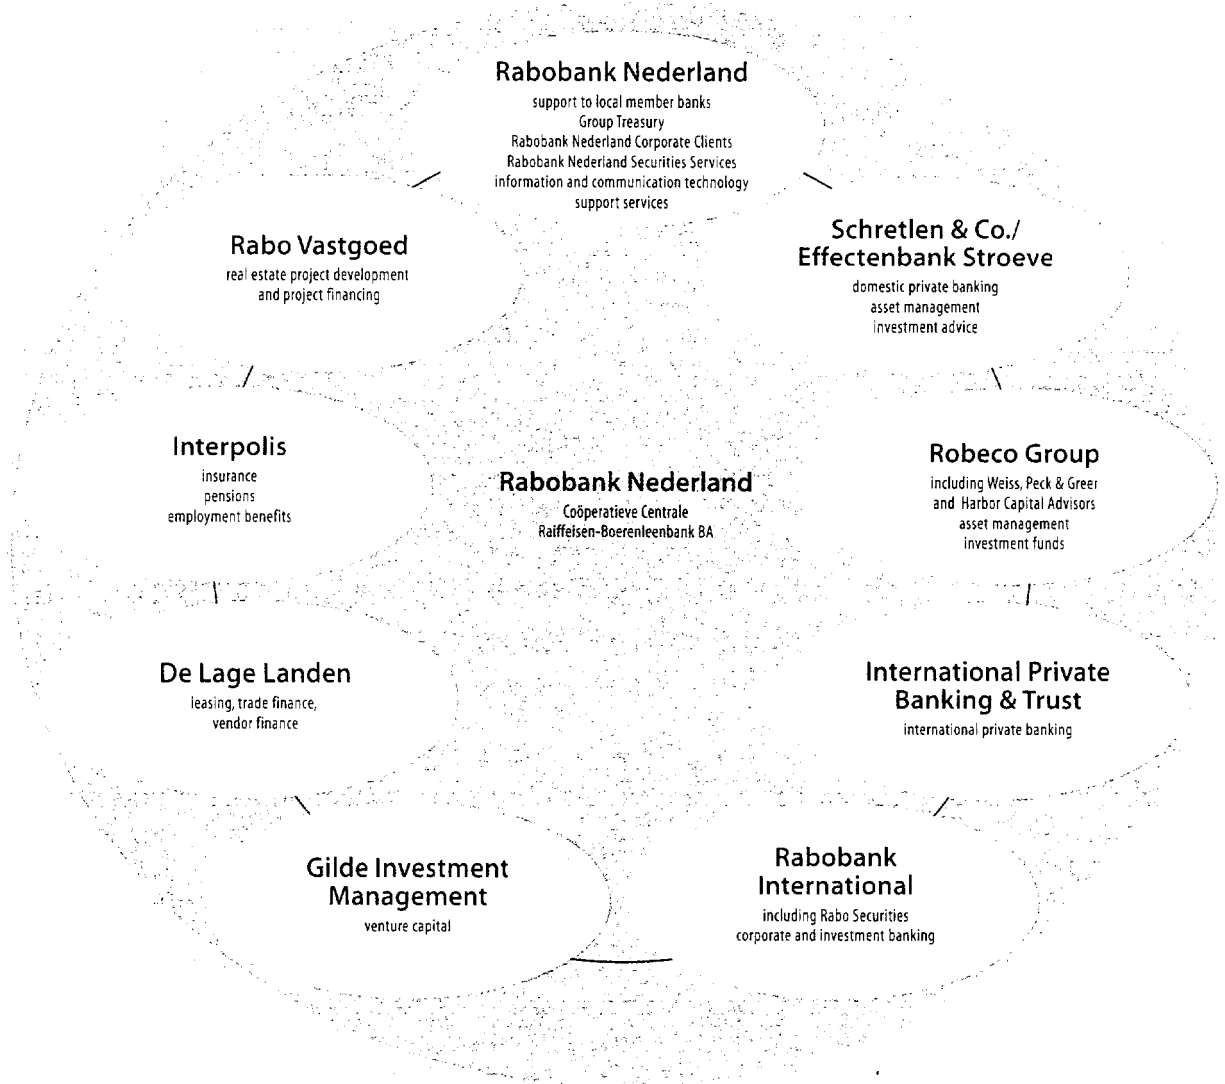 Rabobank Nederland
support to local member banks
Group Treasury
Rabobank Nederland Corporate Clients
Rabobank Nederland Securities Services
information and communication technology
support services
Schretlen & Co./
Effectenbank Stroeve
domestic private banking
asset management
investment advice
Robeco Group
including Weiss, Peck & Greer
and Harbor Capital Advisors
asset management
investment funds
International Private
Banking & Trust
international private banking
Rabobank
International
including Rabo Securities
corporate and investment banking
Gilde Investment
Management
venture capital
De Lage Landen
leasing, trade finance,
vendor finance
Interpolis
insurance
pensions
employment benefits
Rabo Vastgoed
real estate project development
and project financing
Rabobank Nederland
Coöperatieve Centrale
Raiffeisen-Boerenleenbank BA